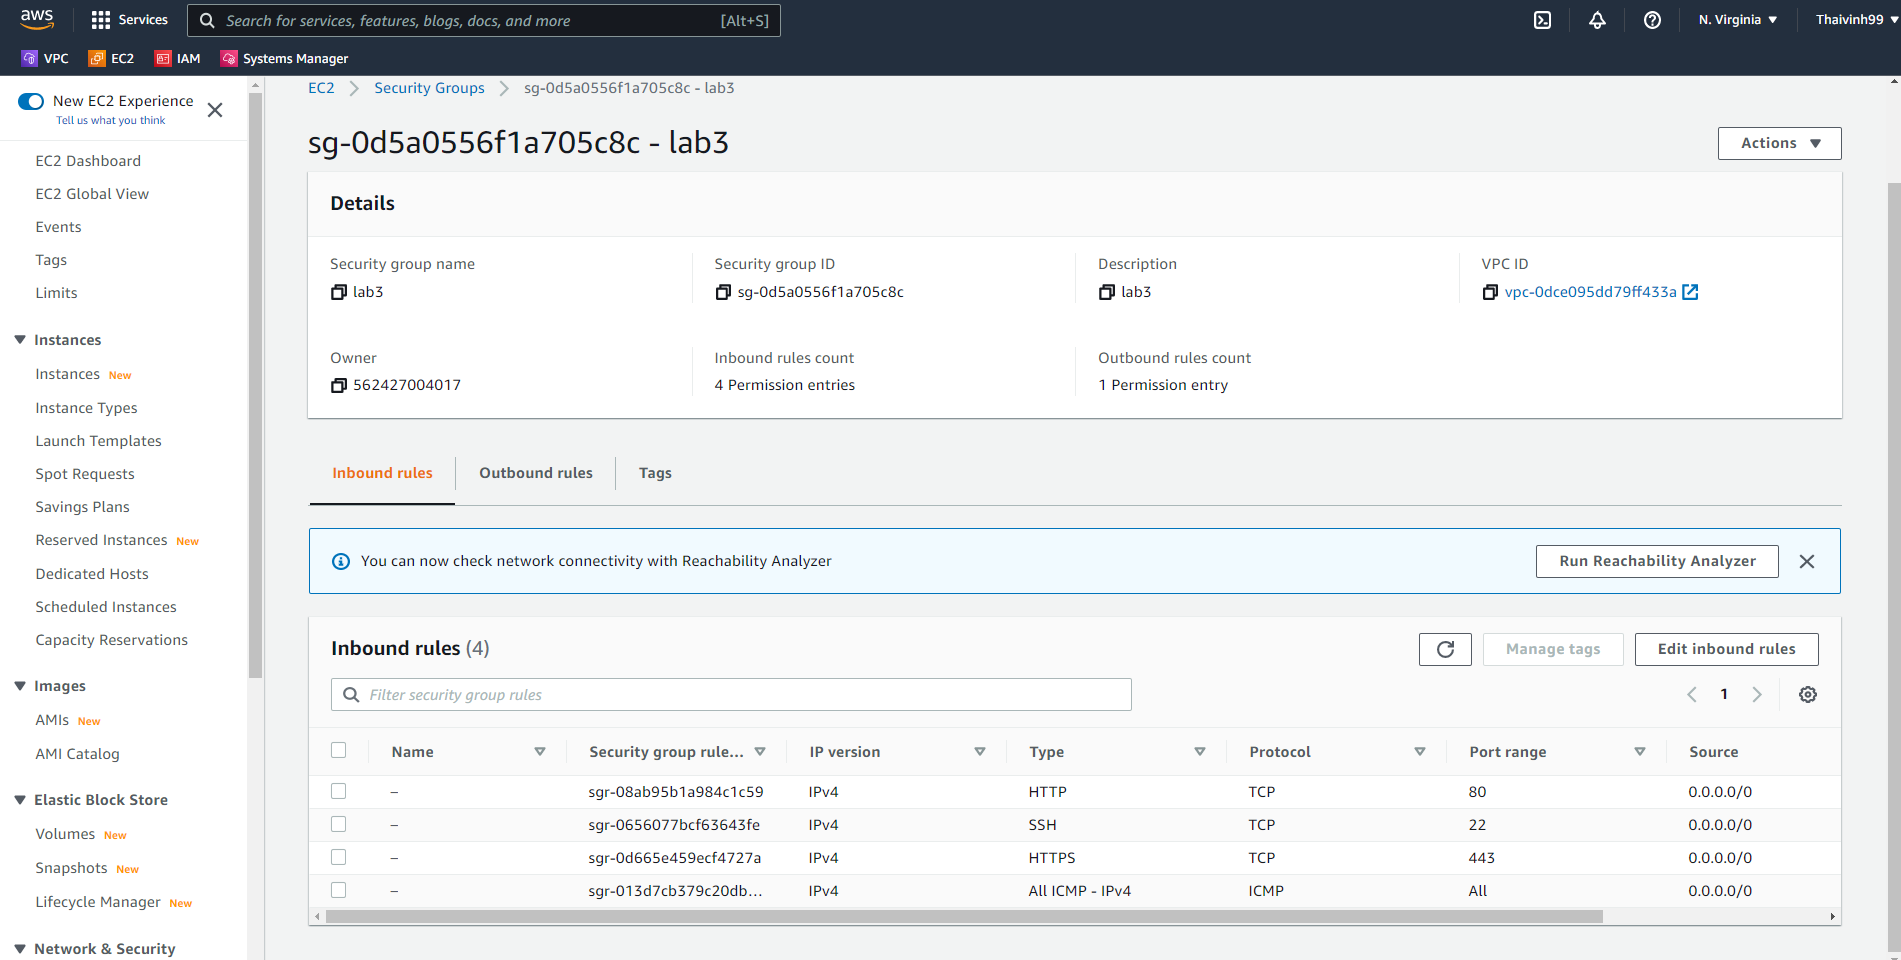 aws Services Search for services, features, blogs, docs, and more [Alt+S] N. Virginia Thaivinh99
VPC EC2 IAM Systems Manager
New EC2 Experience
Tell us what you think
EC2 Dashboard
EC2 Global View
Events
Tags
Limits
Instances
Instances New
Instance Types
Launch Templates
Spot Requests
Savings Plans
Reserved Instances New
Dedicated Hosts
Scheduled Instances
Capacity Reservations
Images
AMIs New
AMI Catalog
Elastic Block Store
Volumes New
Snapshots New
Lifecycle Manager New
Network & Security
EC2 Security Groups sg-0d5a0556f1a705c8c - lab3
sg-0d5a0556f1a705c8c - lab3
Actions
Details
Security group name Security group ID Description VPC ID
lab3 sg-0d5a0556f1a705c8c lab3 vpc-0dce095dd79ff433a
Owner Inbound rules count Outbound rules count
562427004017 4 Permission entries 1 Permission entry
Inbound rules Outbound rules Tags
You can now check network connectivity with Reachability Analyzer Run Reachability Analyzer
Inbound rules (4) Manage tags Edit inbound rules
Filter security group rules 1
Name Security group rule... IP version Type Protocol Port range Source
– sgr-08ab95b1a984c1c59 IPv4 HTTP TCP 80 0.0.0.0/0
– sgr-0656077bcf63643fe IPv4 SSH TCP 22 0.0.0.0/0
– sgr-0d665e459ecf4727a IPv4 HTTPS TCP 443 0.0.0.0/0
– sgr-013d7cb379c20db... IPv4 All ICMP - IPv4 ICMP All 0.0.0.0/0